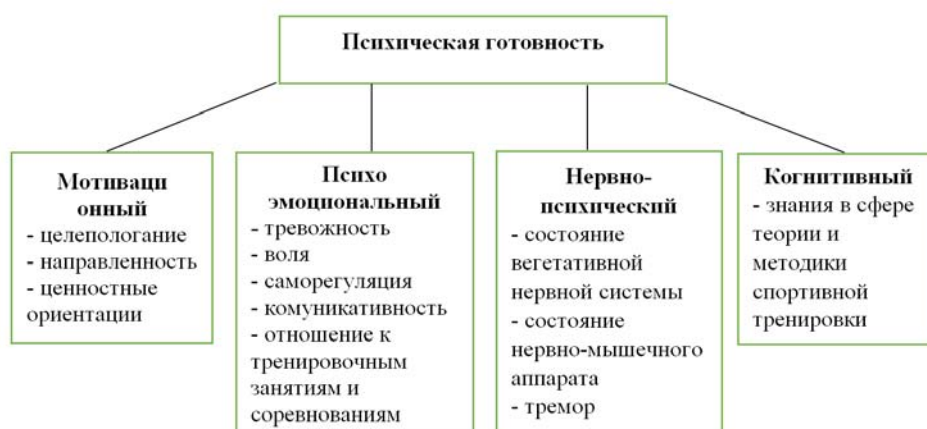 Психическая готовность
Мотиваци
онный
- целепологание
- направленность
- ценностные
ориентации
Психо
эмоциональный
- тревожность
- воля
- саморегуляция
- комуникативность
- отношение к
тренировочным
занятиям и
соревнованиям
Нервно-
психический
- состояние
вегетативной
нервной системы
- состояние
нервно-мышечного
аппарата
- тремор
Когнитивный
- знания в сфере
теории и
методики
спортивной
тренировки